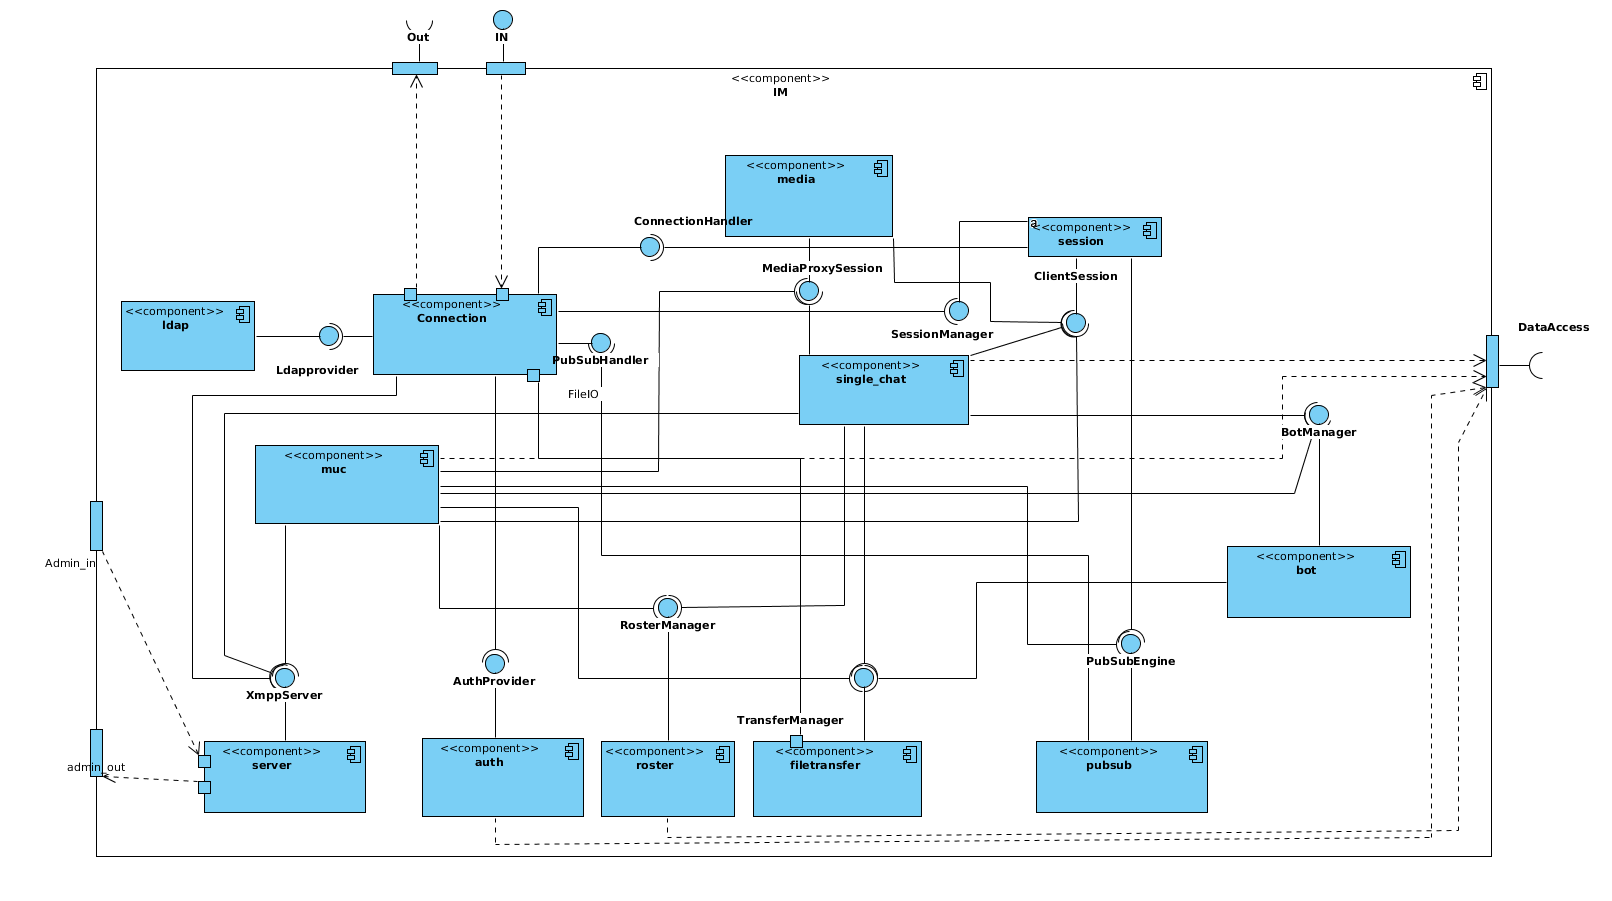 Out
IN
<<component>>
IM
<<component>>
media
ConnectionHandler
a
<<component>>
session
MediaProxySession
ClientSession
<<component>>
ldap
<<component>>
Connection
SessionManager
DataAccess
Ldapprovider
PubSubHandler
<<component>>
single_chat
FileIO
BotManager
<<component>>
muc
Admin_in
<<component>>
bot
RosterManager
PubSubEngine
AuthProvider
XmppServer
TransferManager
admin_out
<<component>>
server
<<component>>
auth
<<component>>
roster
<<component>>
filetransfer
<<component>>
pubsub